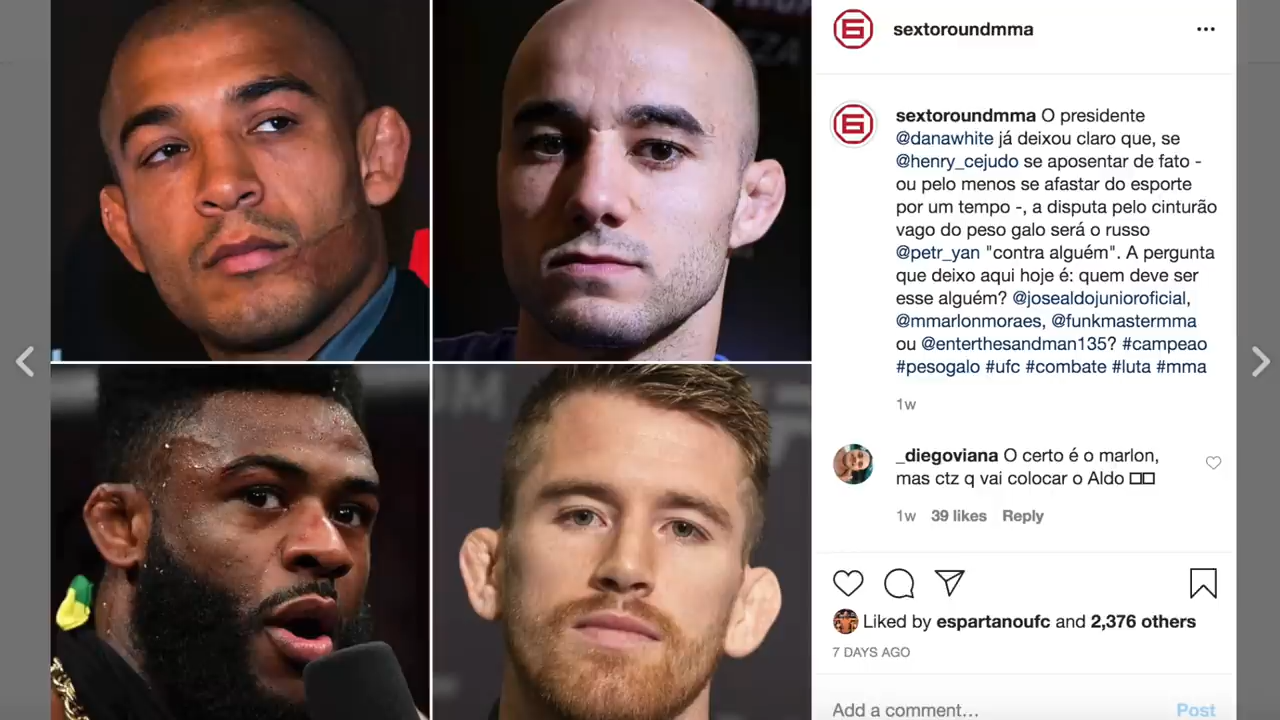 sextoroundmma
sextoroundmma O presidente
@danawhite já deixou claro que, se
@henry_cejudo se aposentar de fato -
ou pelo menos se afastar do esporte
por um tempo -, a disputa pelo cinturão
vago do peso galo será o russo
@petr_yan "contra alguém". A pergunta
que deixo aqui hoje é: quem deve ser
esse alguém? @josealdojunioroficial,
@mmarlonmoraes, @funkmastermma
ou @enterthesandman135? #campeao
#pesogalo #ufc #combate #luta #mma
1w
_diegoviana O certo é o marlon,
mas ctz q vai colocar o Aldo
1w 39 likes Reply
Liked by espartanoufc and 2,376 others
7 DAYS AGO
Add a comment...
Post